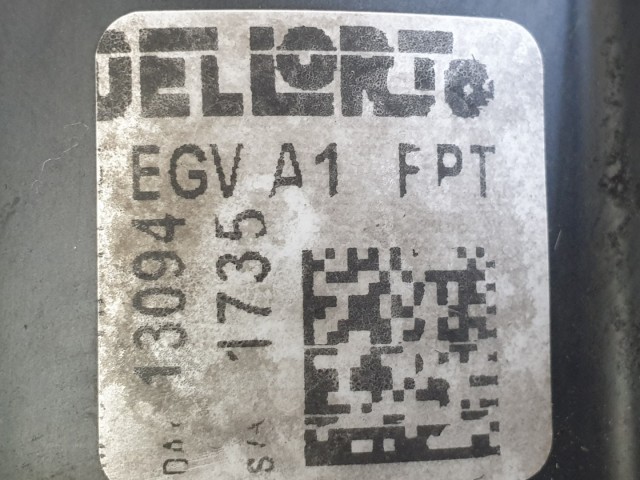 DELLORTO
EGV A1 FPT
13094
1735